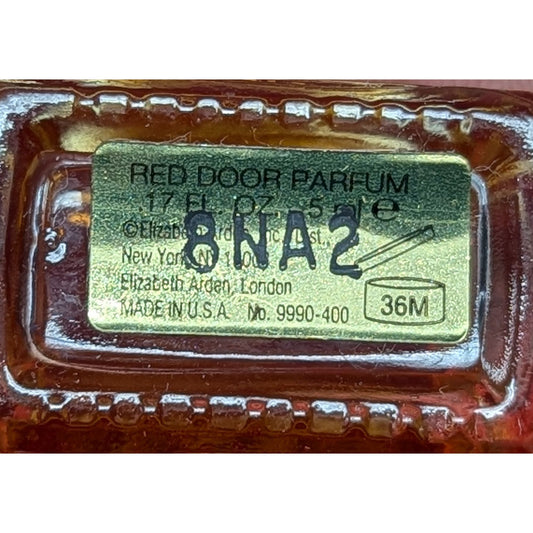 RED DOOR PARFUM
.17 FL. OZ. 5 ml e
8NA2
New York, NY
Elizabeth Arden, London
MADE IN U.S.A. No. 9990-400
36M